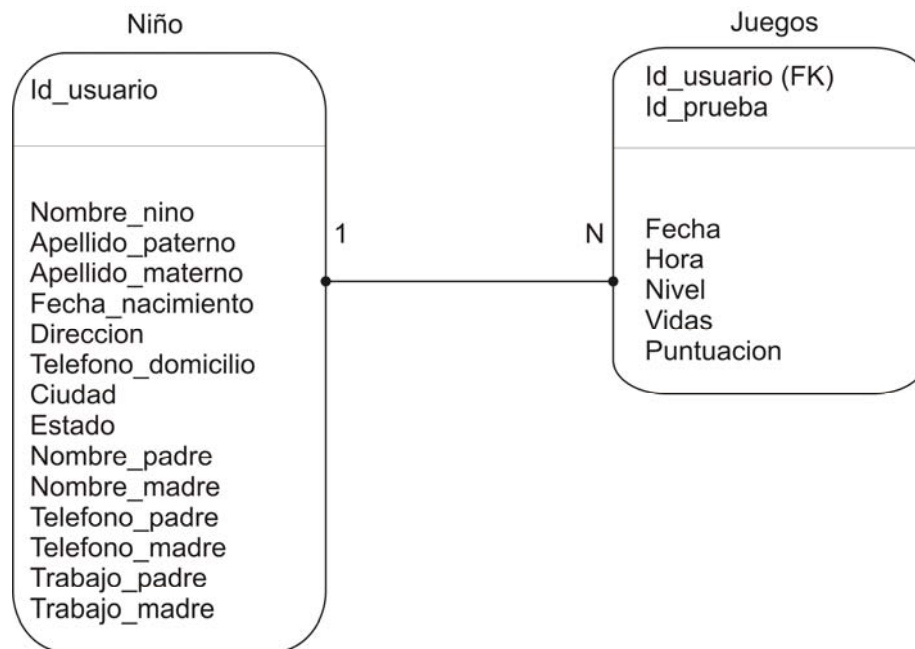 Niño
Id_usuario
Nombre_nino
Apellido_paterno
Apellido_materno
Fecha_nacimiento
Direccion
Telefono_domicilio
Ciudad
Estado
Nombre_padre
Nombre_madre
Telefono_padre
Telefono_madre
Trabajo_padre
Trabajo_madre
1
N
Juegos
Id_usuario (FK)
Id_prueba
Fecha
Hora
Nivel
Vidas
Puntuacion